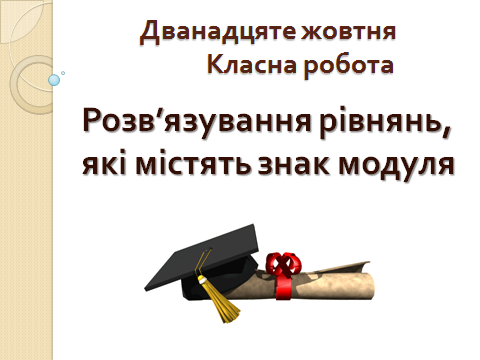 Дванадцяте жовтня
Класна робота
Розв’язування рівнянь,
які містять знак модуля